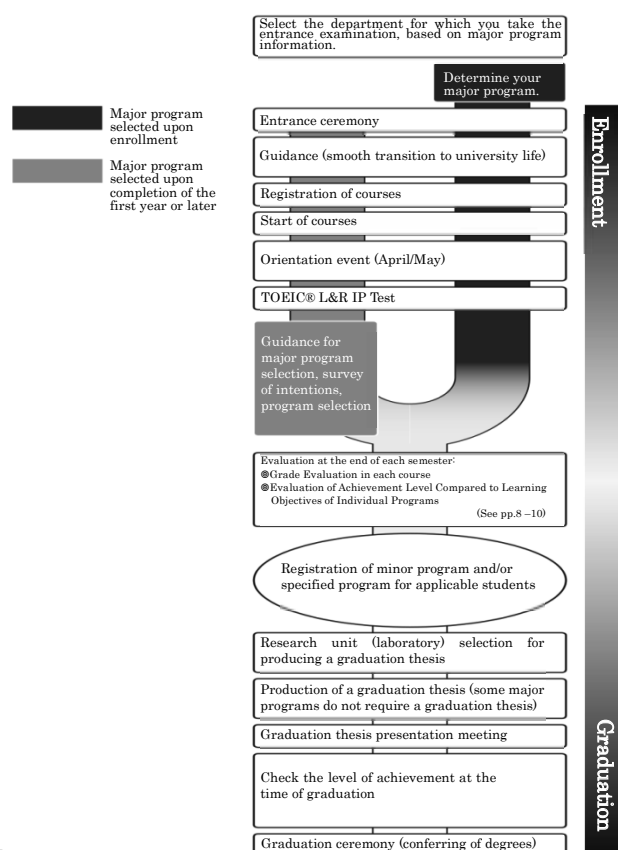 Select the department for which you take the
entrance examination, based on major program
information.
Determine your
major program.
Major program
selected upon
enrollment
Major program
selected upon
completion of the
first year or later
Entrance ceremony
Guidance (smooth transition to university life)
Registration of courses
Start of courses
Orientation event (April/May)
TOEIC® L&R IP Test
Guidance for
major program
selection, survey
of intentions,
program selection
Evaluation at the end of each semester:
◎Grade Evaluation in each course
◎Evaluation of Achievement Level Compared to Learning
Objectives of Individual Programs
(See pp.8 –10)
Registration of minor program and/or
specified program for applicable students
Research unit (laboratory) selection for
producing a graduation thesis
Production of a graduation thesis (some major
programs do not require a graduation thesis)
Graduation thesis presentation meeting
Check the level of achievement at the
time of graduation
Graduation ceremony (conferring of degrees)
Enrollment
Graduation